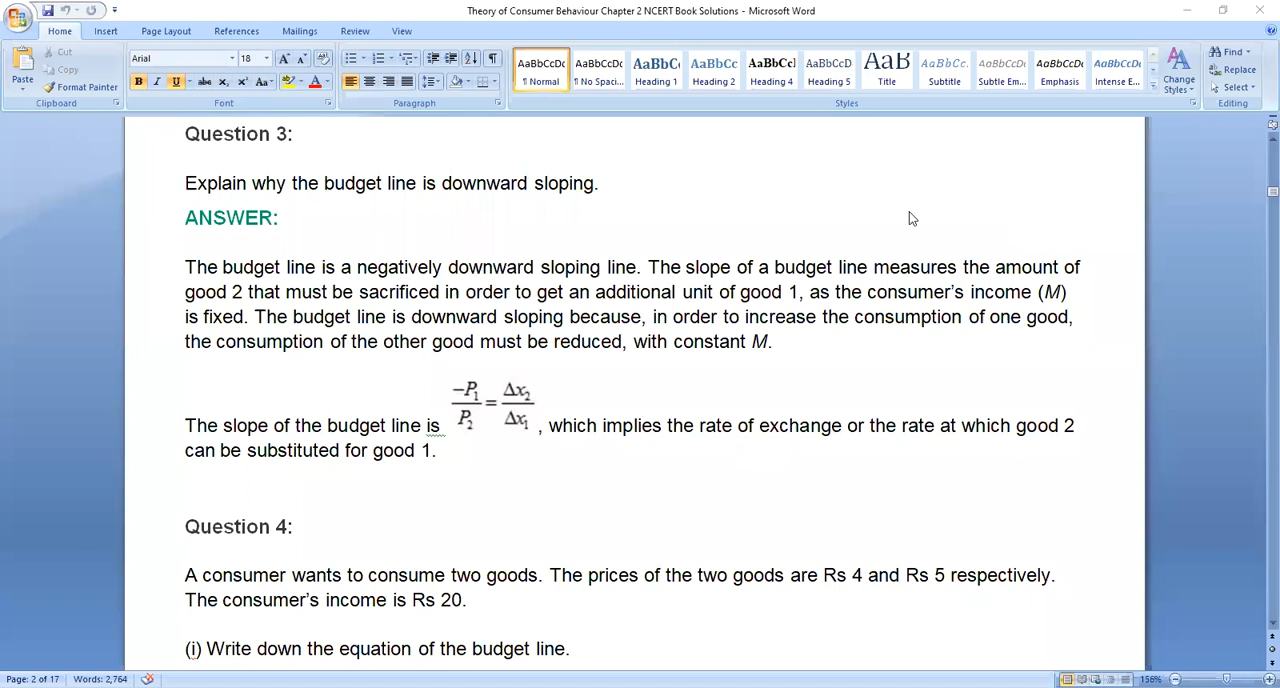 Theory of Consumer Behaviour Chapter 2 NCERT Book Solutions - Microsoft Word
Home Insert Page Layout References Mailings Review View
Paste
Cut
Copy
Format Painter
Clipboard
Arial 18
B I U abc x, x² Aa
Font
Paragraph
AaBbCcDc AaBbCcDc AaBbC AaBbCc AaBbCcI AaBbCcD AaB AaBbCc. AaBbCcDc AaBbCcDc AaBbCcDc
¶ Normal ¶ No Spaci... Heading 1 Heading 2 Heading 4 Heading 5 Title Subtitle Subtle Em... Emphasis Intense E...
Styles
Change Styles
Find
Replace
Select
Editing
Question 3:
Explain why the budget line is downward sloping.
ANSWER:
The budget line is a negatively downward sloping line. The slope of a budget line measures the amount of
good 2 that must be sacrificed in order to get an additional unit of good 1, as the consumer’s income (M)
is fixed. The budget line is downward sloping because, in order to increase the consumption of one good,
the consumption of the other good must be reduced, with constant M.
The slope of the budget line is −P₁/P₂ = Δx₂/Δx₁ , which implies the rate of exchange or the rate at which good 2
can be substituted for good 1.
Question 4:
A consumer wants to consume two goods. The prices of the two goods are Rs 4 and Rs 5 respectively.
The consumer’s income is Rs 20.
(i) Write down the equation of the budget line.
Page: 2 of 17 Words: 2,764 156%